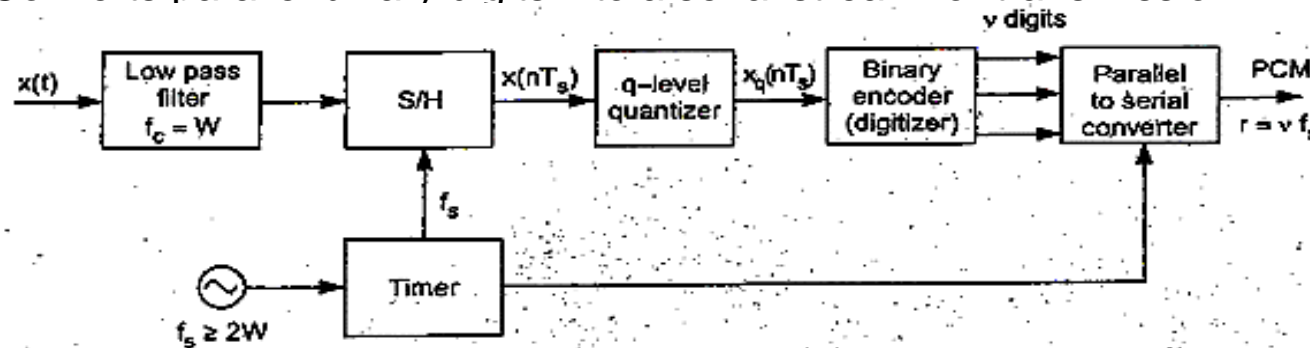 v digits
x(t)
Low pass
filter
f_c = W
S/H
x(nT_s)
q-level
quantizer
x_q(nT_s)
Binary
encoder
(digitizer)
Parallel
to serial
converter
PCM
r = v f_s
f_s
Timer
f_s ≥ 2W